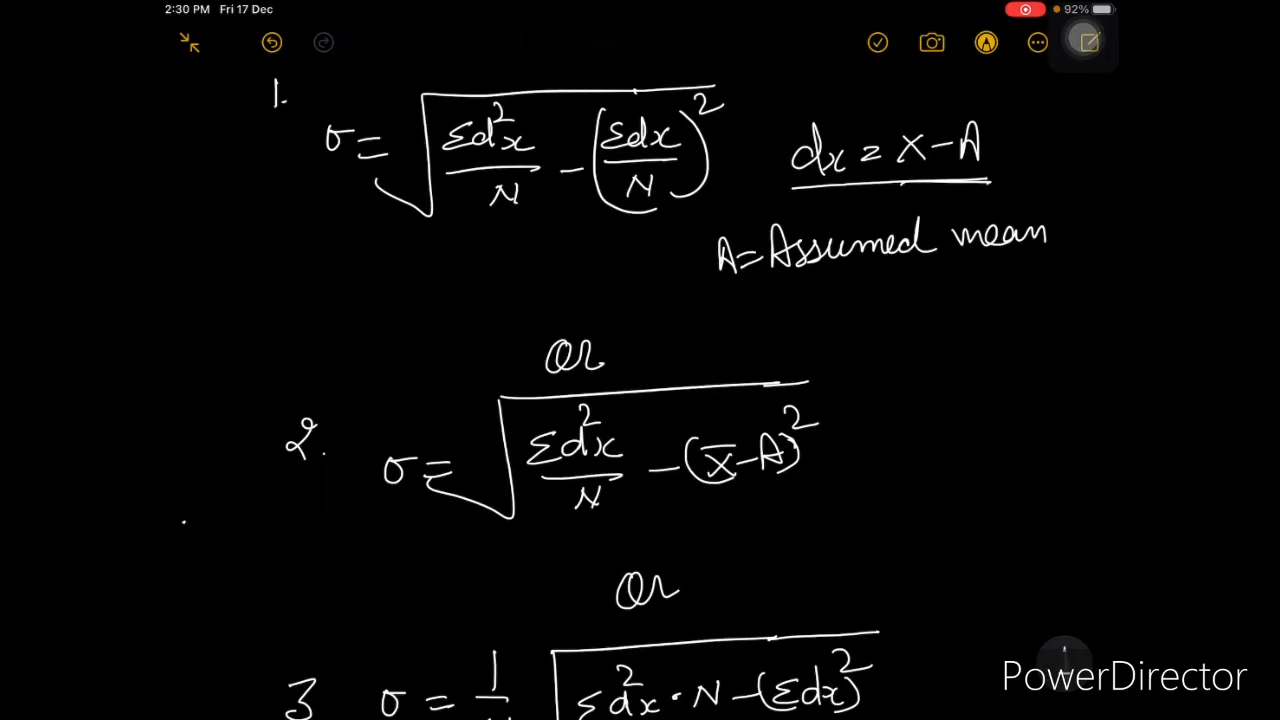 2:30 PM Fri 17 Dec
92%
1. σ = √(Σd²x/N − (Σdx/N)²) dx = X − A
A = Assumed mean
or
2. σ = √(Σd²x/N − (X̄ − A)²)
or
3 σ = 1/ √(Σd²x · N − (Σdx)²)
PowerDirector